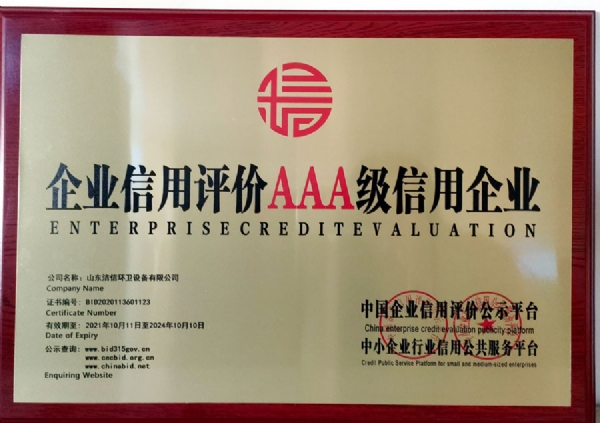 企业信用评价AAA级信用企业
ENTERPRISECREDITEVALUATION
公司名称：山东洁信环卫设备有限公司
Company Name
证书编号：BID2020113601123
Certificate Number
有效期至：2021年10月11日至2024年10月10日
Date of Expiry
公示查询：www.bid315gov.cn
www.cecbid.org.cn
www.chinabid.net
Enquiring Website
中国企业信用评价公示平台
China enterprise credit evaluation publicity platform
中小企业行业信用公共服务平台
Credit Public Service Platform for small and medium-sized enterprises